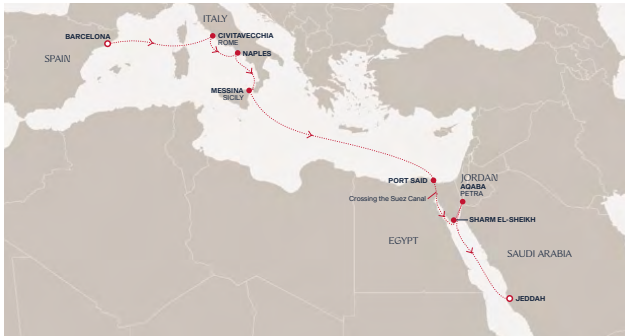 ITALY
BARCELONA
CIVITAVECCHIA
ROME
SPAIN
NAPLES
MESSINA
SICILY
PORT SAID
JORDAN
AQABA
PETRA
Crossing the Suez Canal
SHARM EL-SHEIKH
EGYPT
SAUDI ARABIA
JEDDAH